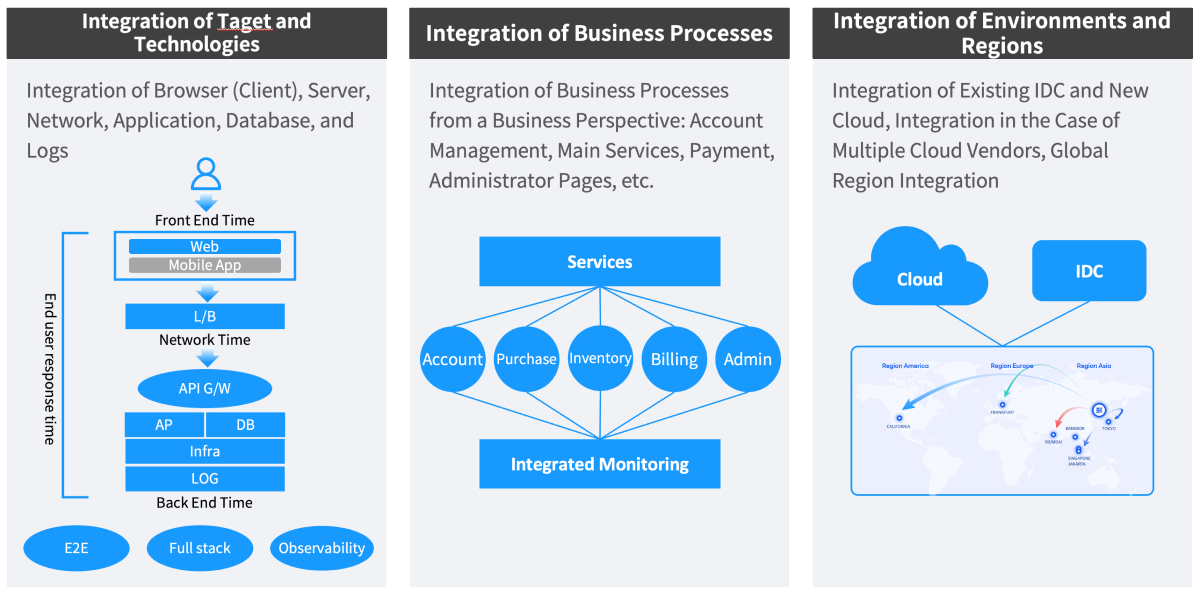 Integration of Taget and
Technologies
Integration of Browser (Client), Server,
Network, Application, Database, and
Logs
Front End Time
Web
Mobile App
L/B
Network Time
API G/W
AP
DB
Infra
LOG
Back End Time
End user response time
E2E
Full stack
Observability
Integration of Business Processes
Integration of Business Processes
from a Business Perspective: Account
Management, Main Services, Payment,
Administrator Pages, etc.
Services
Account
Purchase
Inventory
Billing
Admin
Integrated Monitoring
Integration of Environments and
Regions
Integration of Existing IDC and New
Cloud, Integration in the Case of
Multiple Cloud Vendors, Global
Region Integration
Cloud
IDC
Region America
Region Europe
Region Asia
CALIFORNIA
FRANKFURT
MUMBAI
BANGKOK
TOKYO
SINGAPORE
JAKARTA